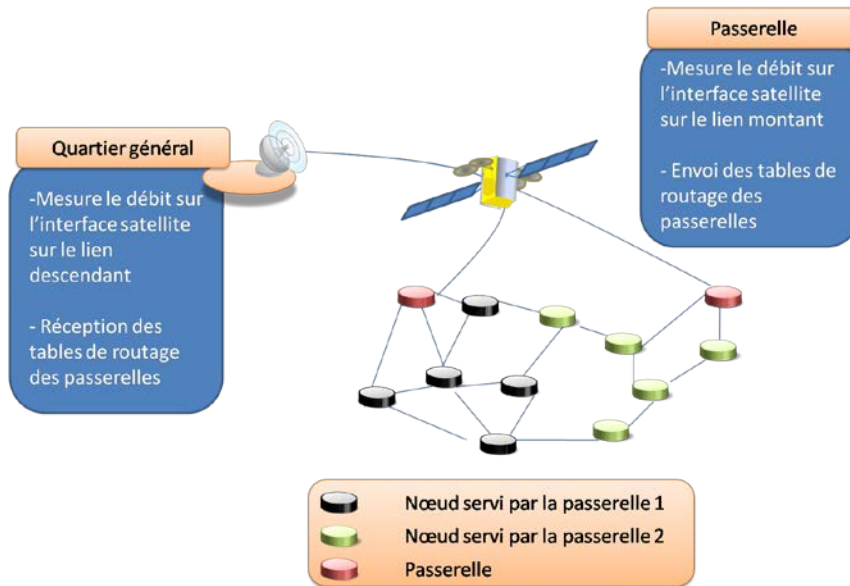 Quartier général
-Mesure le débit sur
l'interface satellite
sur le lien
descendant
- Réception des
tables de routage
des passerelles
Passerelle
-Mesure le débit sur
l'interface satellite
sur le lien montant
- Envoi des tables de
routage des
passerelles
Nœud servi par la passerelle 1
Nœud servi par la passerelle 2
Passerelle